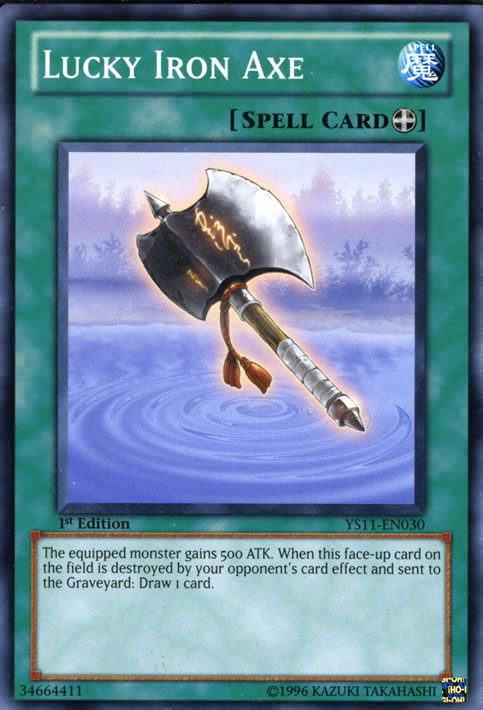 LUCKY IRON AXE
SPELL
魔
[SPELL CARD]
1st Edition
YS11-EN030
The equipped monster gains 500 ATK. When this face-up card on
the field is destroyed by your opponent's card effect and sent to
the Graveyard: Draw 1 card.
34664411
©1996 KAZUKI TAKAHASHI